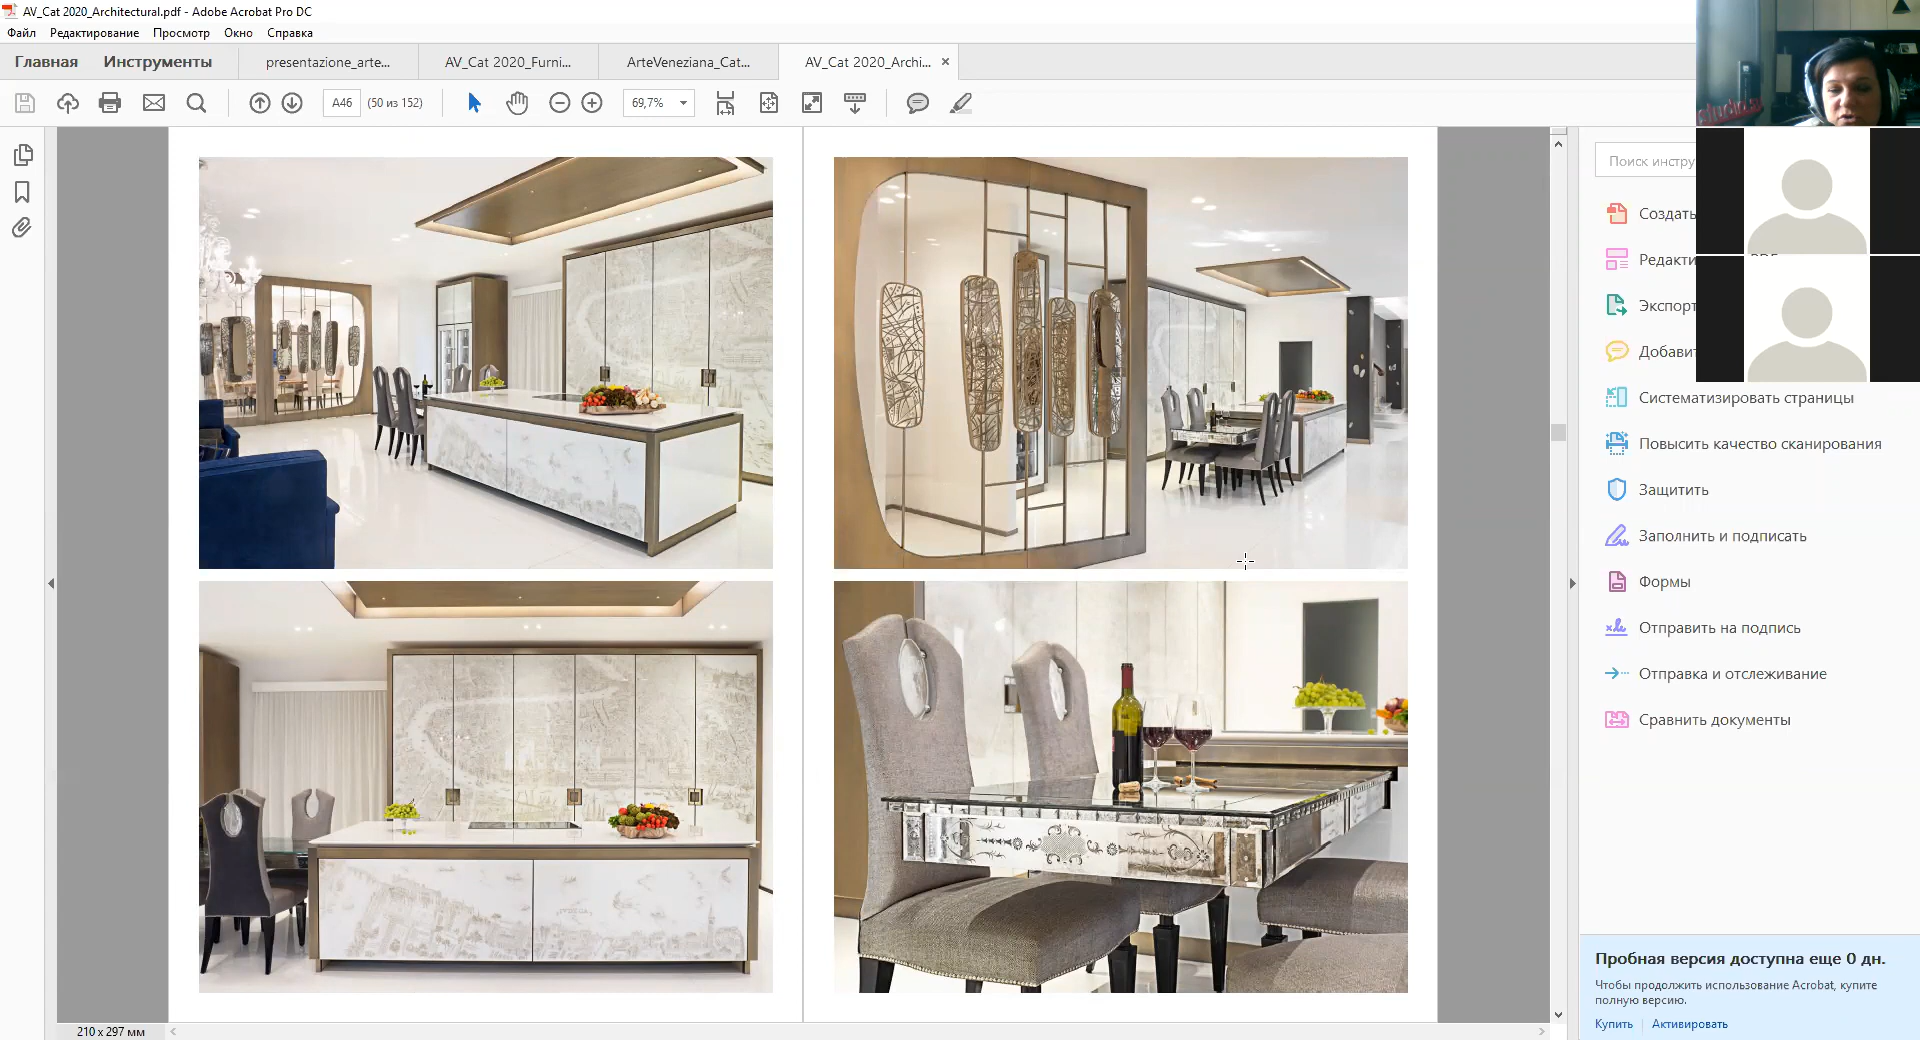 AV_Cat 2020_Architectural.pdf - Adobe Acrobat Pro DC
Файл Редактирование Просмотр Окно Справка
Главная Инструменты presentazione_arte... AV_Cat 2020_Furni... ArteVeneziana_Cat... AV_Cat 2020_Archi... ×
A46 (50 из 152) 69,7%
Поиск инстру
Создать
Редакти
Экспорт
Добавит
Систематизировать страницы
Повысить качество сканирования
Защитить
Заполнить и подписать
Формы
Отправить на подпись
Отправка и отслеживание
Сравнить документы
Пробная версия доступна еще 0 дн.
Чтобы продолжить использование Acrobat, купите
полную версию.
Купить Активировать
210 x 297 мм